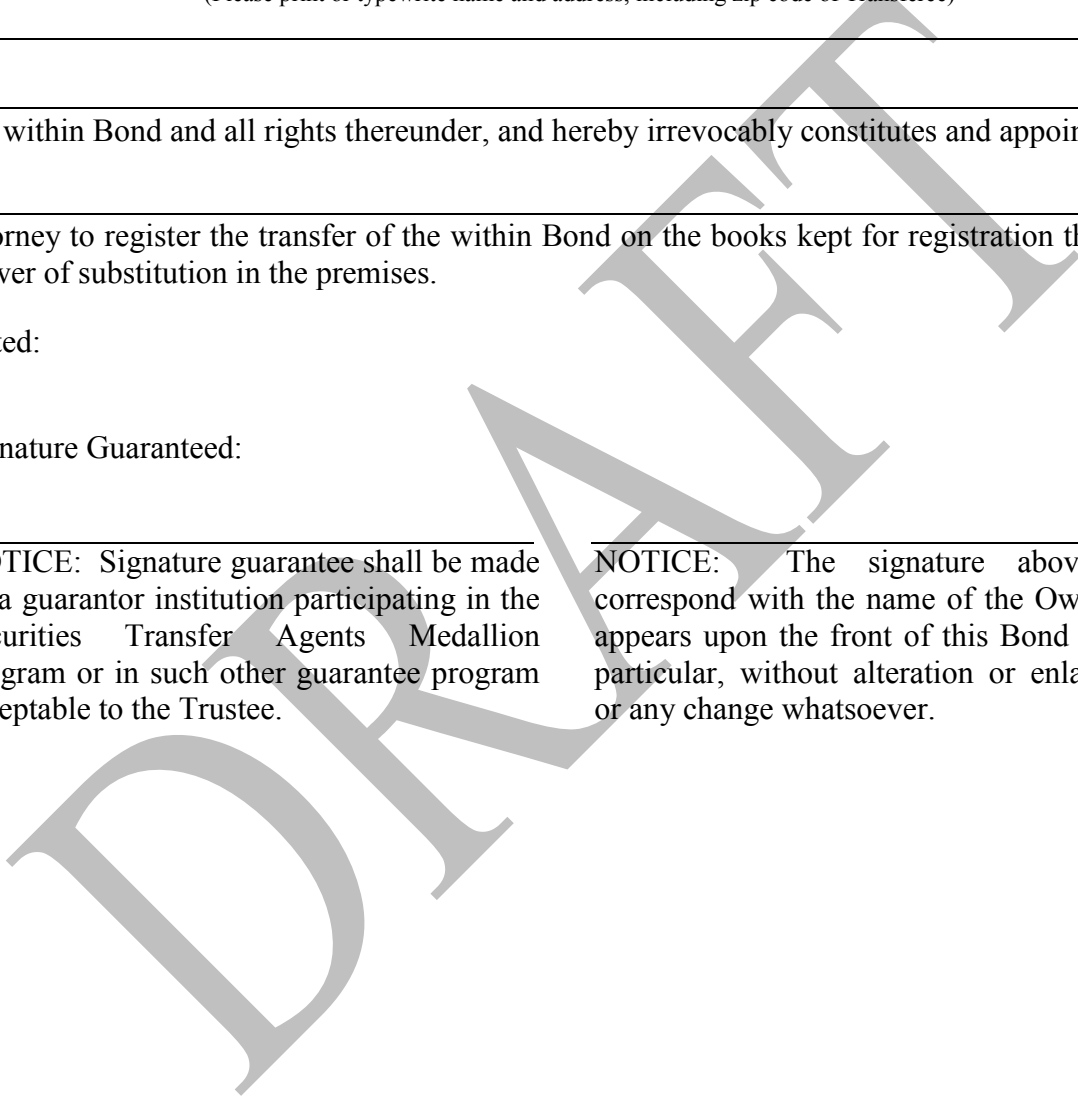 (Please print or typewrite name and address, including zip code of Transferee)
within Bond and all rights thereunder, and hereby irrevocably constitutes and appoin
orney to register the transfer of the within Bond on the books kept for registration th
ver of substitution in the premises.
ted:
nature Guaranteed:
OTICE: Signature guarantee shall be made
a guarantor institution participating in the
curities Transfer Agents Medallion
gram or in such other guarantee program
eptable to the Trustee.
NOTICE: The signature abov
correspond with the name of the Ow
appears upon the front of this Bond
particular, without alteration or enla
or any change whatsoever.
DRAFT